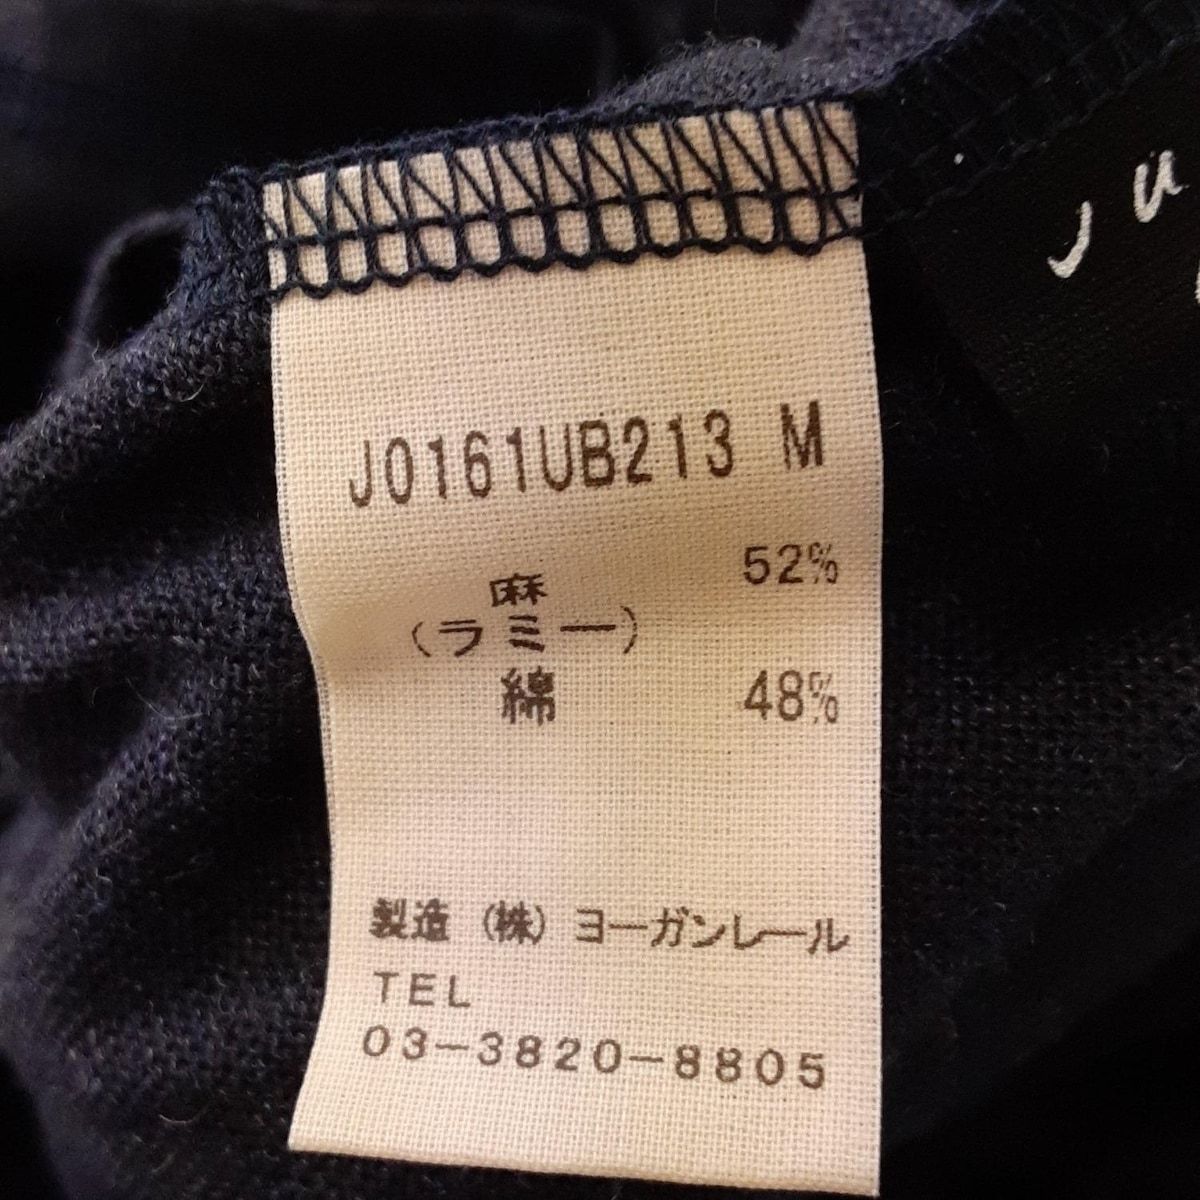 J0161UB213 M
麻 52%
(ラミー)
綿 48%
製造 (株) ヨーガンレール
TEL
03-3820-8805
Ju